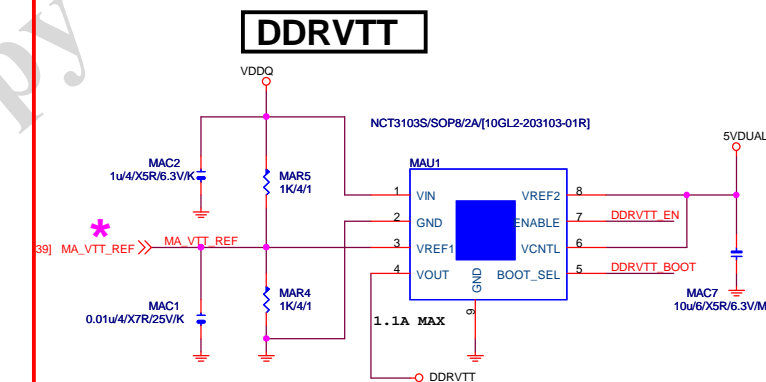 DDRVTT
VDDQ
NCT3103S/SOP8/2A/[10GL2-203103-01R]
5VDUAL
MAC2
1u/4/X5R/6.3V/K
MAR5
1K/4/1
MAU1
1 VIN VREF2 8
2 GND ENABLE 7 DDRVTT_EN
39] MA_VTT_REF MA_VTT_REF 3 VREF1 VCNTL 6
4 VOUT BOOT_SEL 5 DDRVTT_BOOT
GND
9
MAC1
0.01u/4/X7R/25V/K
MAR4
1K/4/1
1.1A MAX
MAC7
10u/6/X5R/6.3V/M
DDRVTT
py